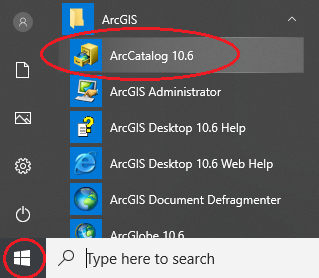 ArcGIS
ArcCatalog 10.6
ArcGIS Administrator
ArcGIS Desktop 10.6 Help
ArcGIS Desktop 10.6 Web Help
ArcGIS Document Defragmenter
ArcGlobe 10.6
Type here to search